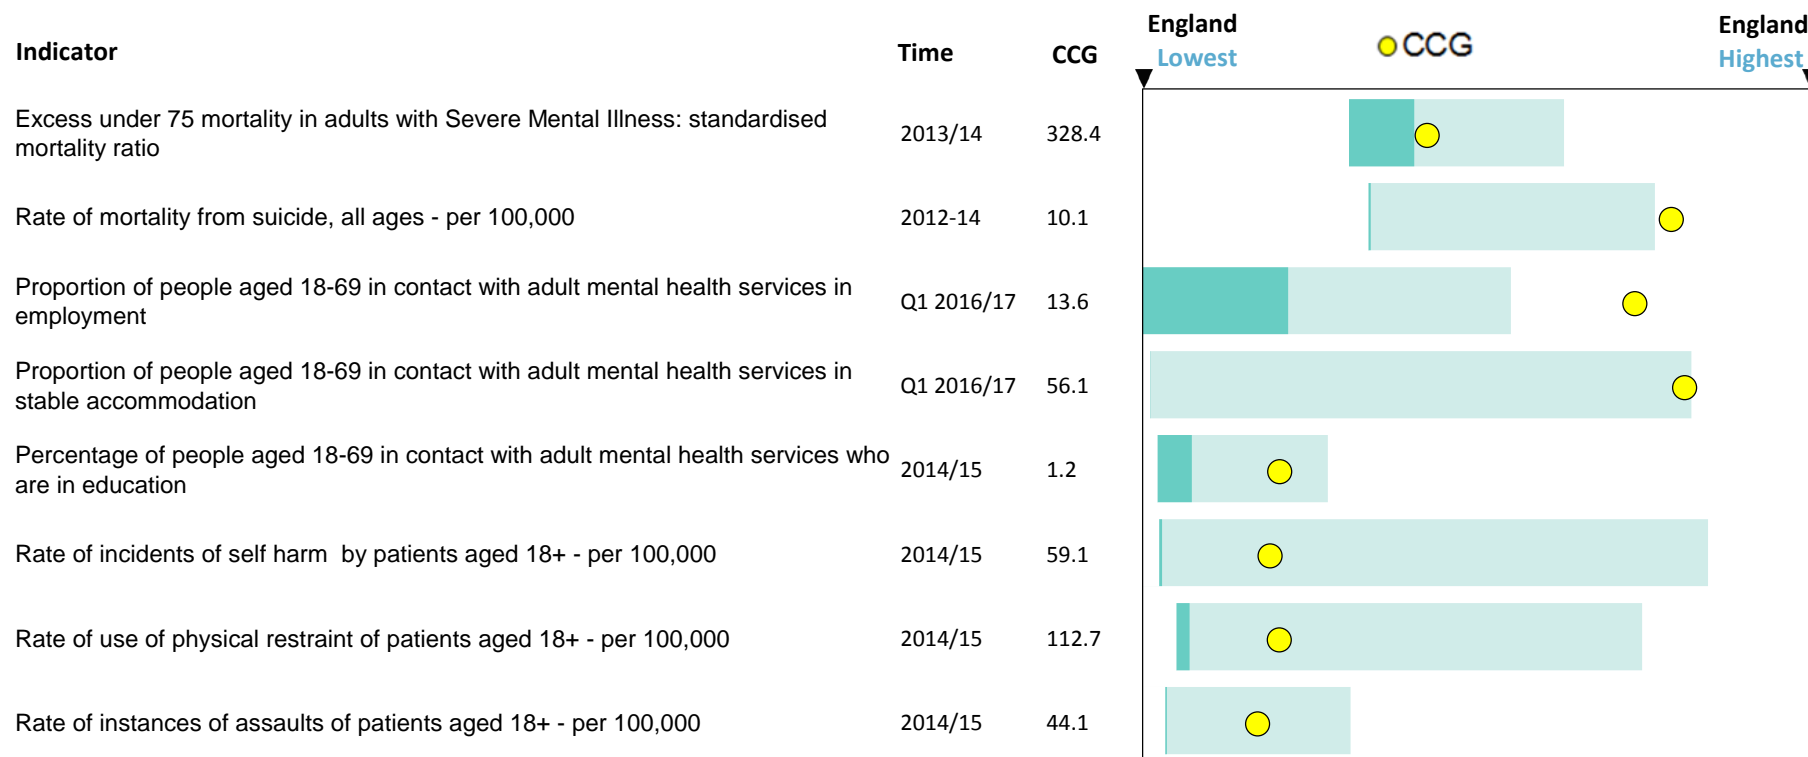 England England
Indicator Time CCG Lowest CCG Highest
Excess under 75 mortality in adults with Severe Mental Illness: standardised
mortality ratio 2013/14 328.4
Rate of mortality from suicide, all ages - per 100,000 2012-14 10.1
Proportion of people aged 18-69 in contact with adult mental health services in
employment Q1 2016/17 13.6
Proportion of people aged 18-69 in contact with adult mental health services in
stable accommodation Q1 2016/17 56.1
Percentage of people aged 18-69 in contact with adult mental health services who
are in education 2014/15 1.2
Rate of incidents of self harm  by patients aged 18+ - per 100,000 2014/15 59.1
Rate of use of physical restraint of patients aged 18+ - per 100,000 2014/15 112.7
Rate of instances of assaults of patients aged 18+ - per 100,000 2014/15 44.1